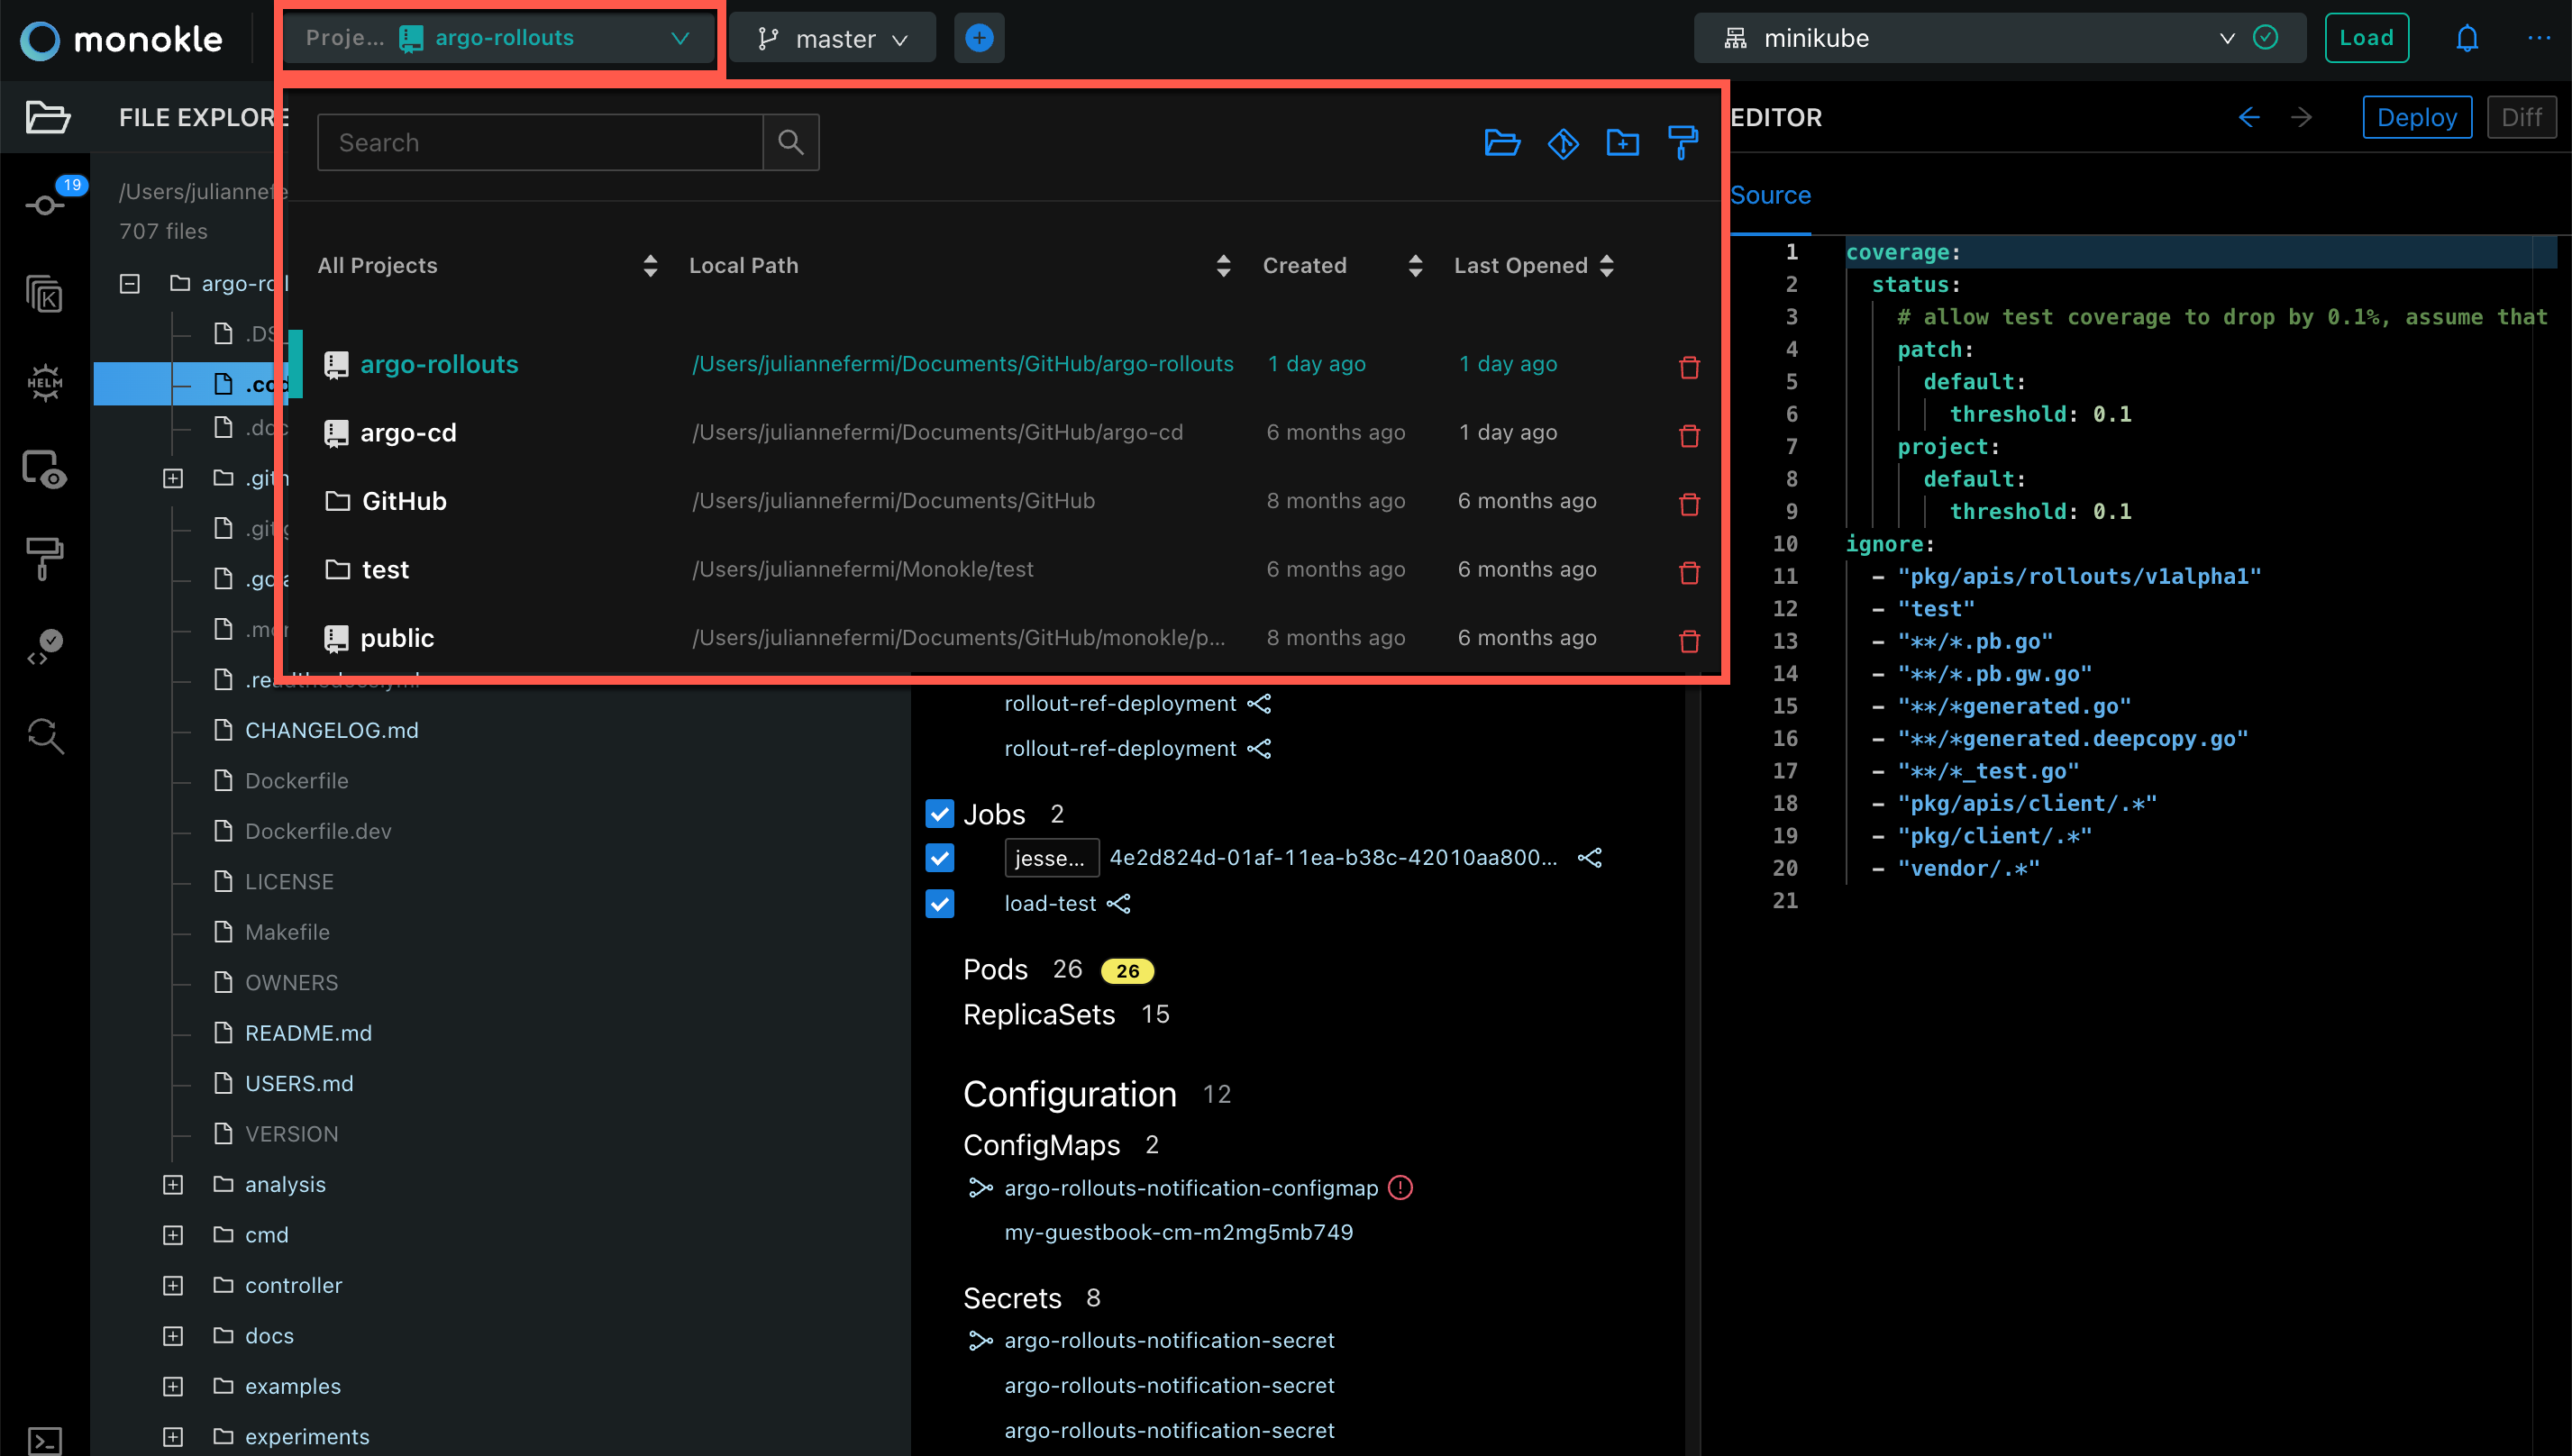 monokle
Proje... argo-rollouts
master
minikube
Load
FILE EXPLORE
/Users/juliannefe
707 files
19
K
HELM
argo-roll
.DS_
.cod
.doc
.gith
.gitig
.gola
.mor
.readthedocs.yml
CHANGELOG.md
Dockerfile
Dockerfile.dev
LICENSE
Makefile
OWNERS
README.md
USERS.md
VERSION
analysis
cmd
controller
docs
examples
experiments
Search
All Projects Local Path Created Last Opened
argo-rollouts /Users/juliannefermi/Documents/GitHub/argo-rollouts 1 day ago 1 day ago
argo-cd /Users/juliannefermi/Documents/GitHub/argo-cd 6 months ago 1 day ago
GitHub /Users/juliannefermi/Documents/GitHub 8 months ago 6 months ago
test /Users/juliannefermi/Monokle/test 6 months ago 6 months ago
public /Users/juliannefermi/Documents/GitHub/monokle/p... 8 months ago 6 months ago
rollout-ref-deployment
rollout-ref-deployment
Jobs 2
jesse... 4e2d824d-01af-11ea-b38c-42010aa800...
load-test
Pods 26 26
ReplicaSets 15
Configuration 12
ConfigMaps 2
argo-rollouts-notification-configmap
my-guestbook-cm-m2mg5mb749
Secrets 8
argo-rollouts-notification-secret
argo-rollouts-notification-secret
argo-rollouts-notification-secret
EDITOR
Deploy
Diff
Source
1 coverage:
2 status:
3 # allow test coverage to drop by 0.1%, assume that
4 patch:
5 default:
6 threshold: 0.1
7 project:
8 default:
9 threshold: 0.1
10 ignore:
11 - "pkg/apis/rollouts/v1alpha1"
12 - "test"
13 - "**/*.pb.go"
14 - "**/*.pb.gw.go"
15 - "**/*generated.go"
16 - "**/*generated.deepcopy.go"
17 - "**/*_test.go"
18 - "pkg/apis/client/.*"
19 - "pkg/client/.*"
20 - "vendor/.*"
21